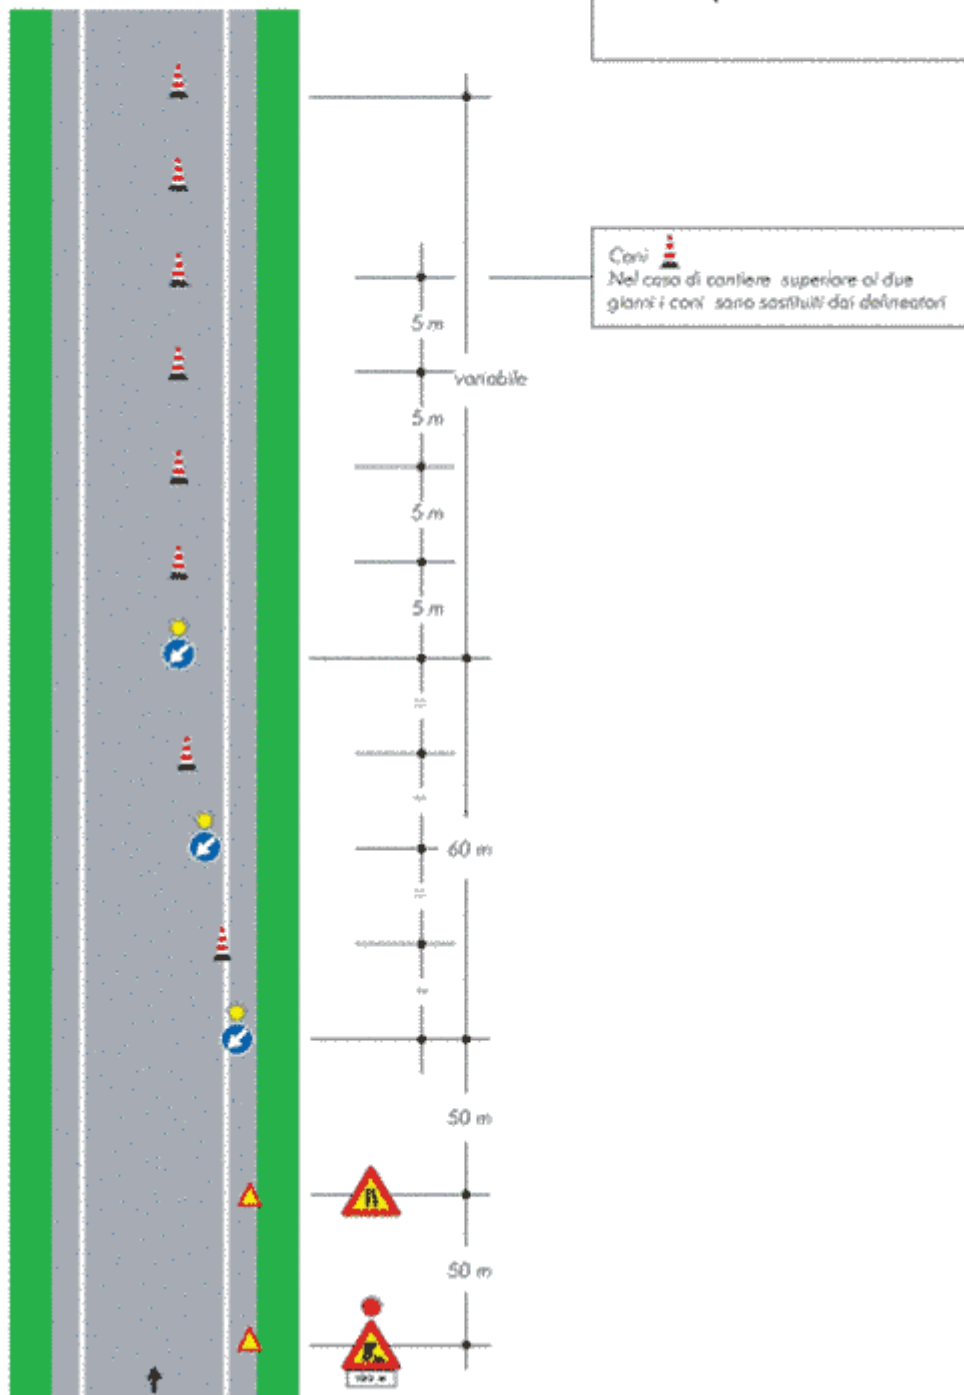 Coni
Nel caso di cantiere superiore ai due
giorni i coni sono sostituiti dai delineatori
5 m
variabile
5 m
5 m
5 m
60 m
50 m
50 m
100 m